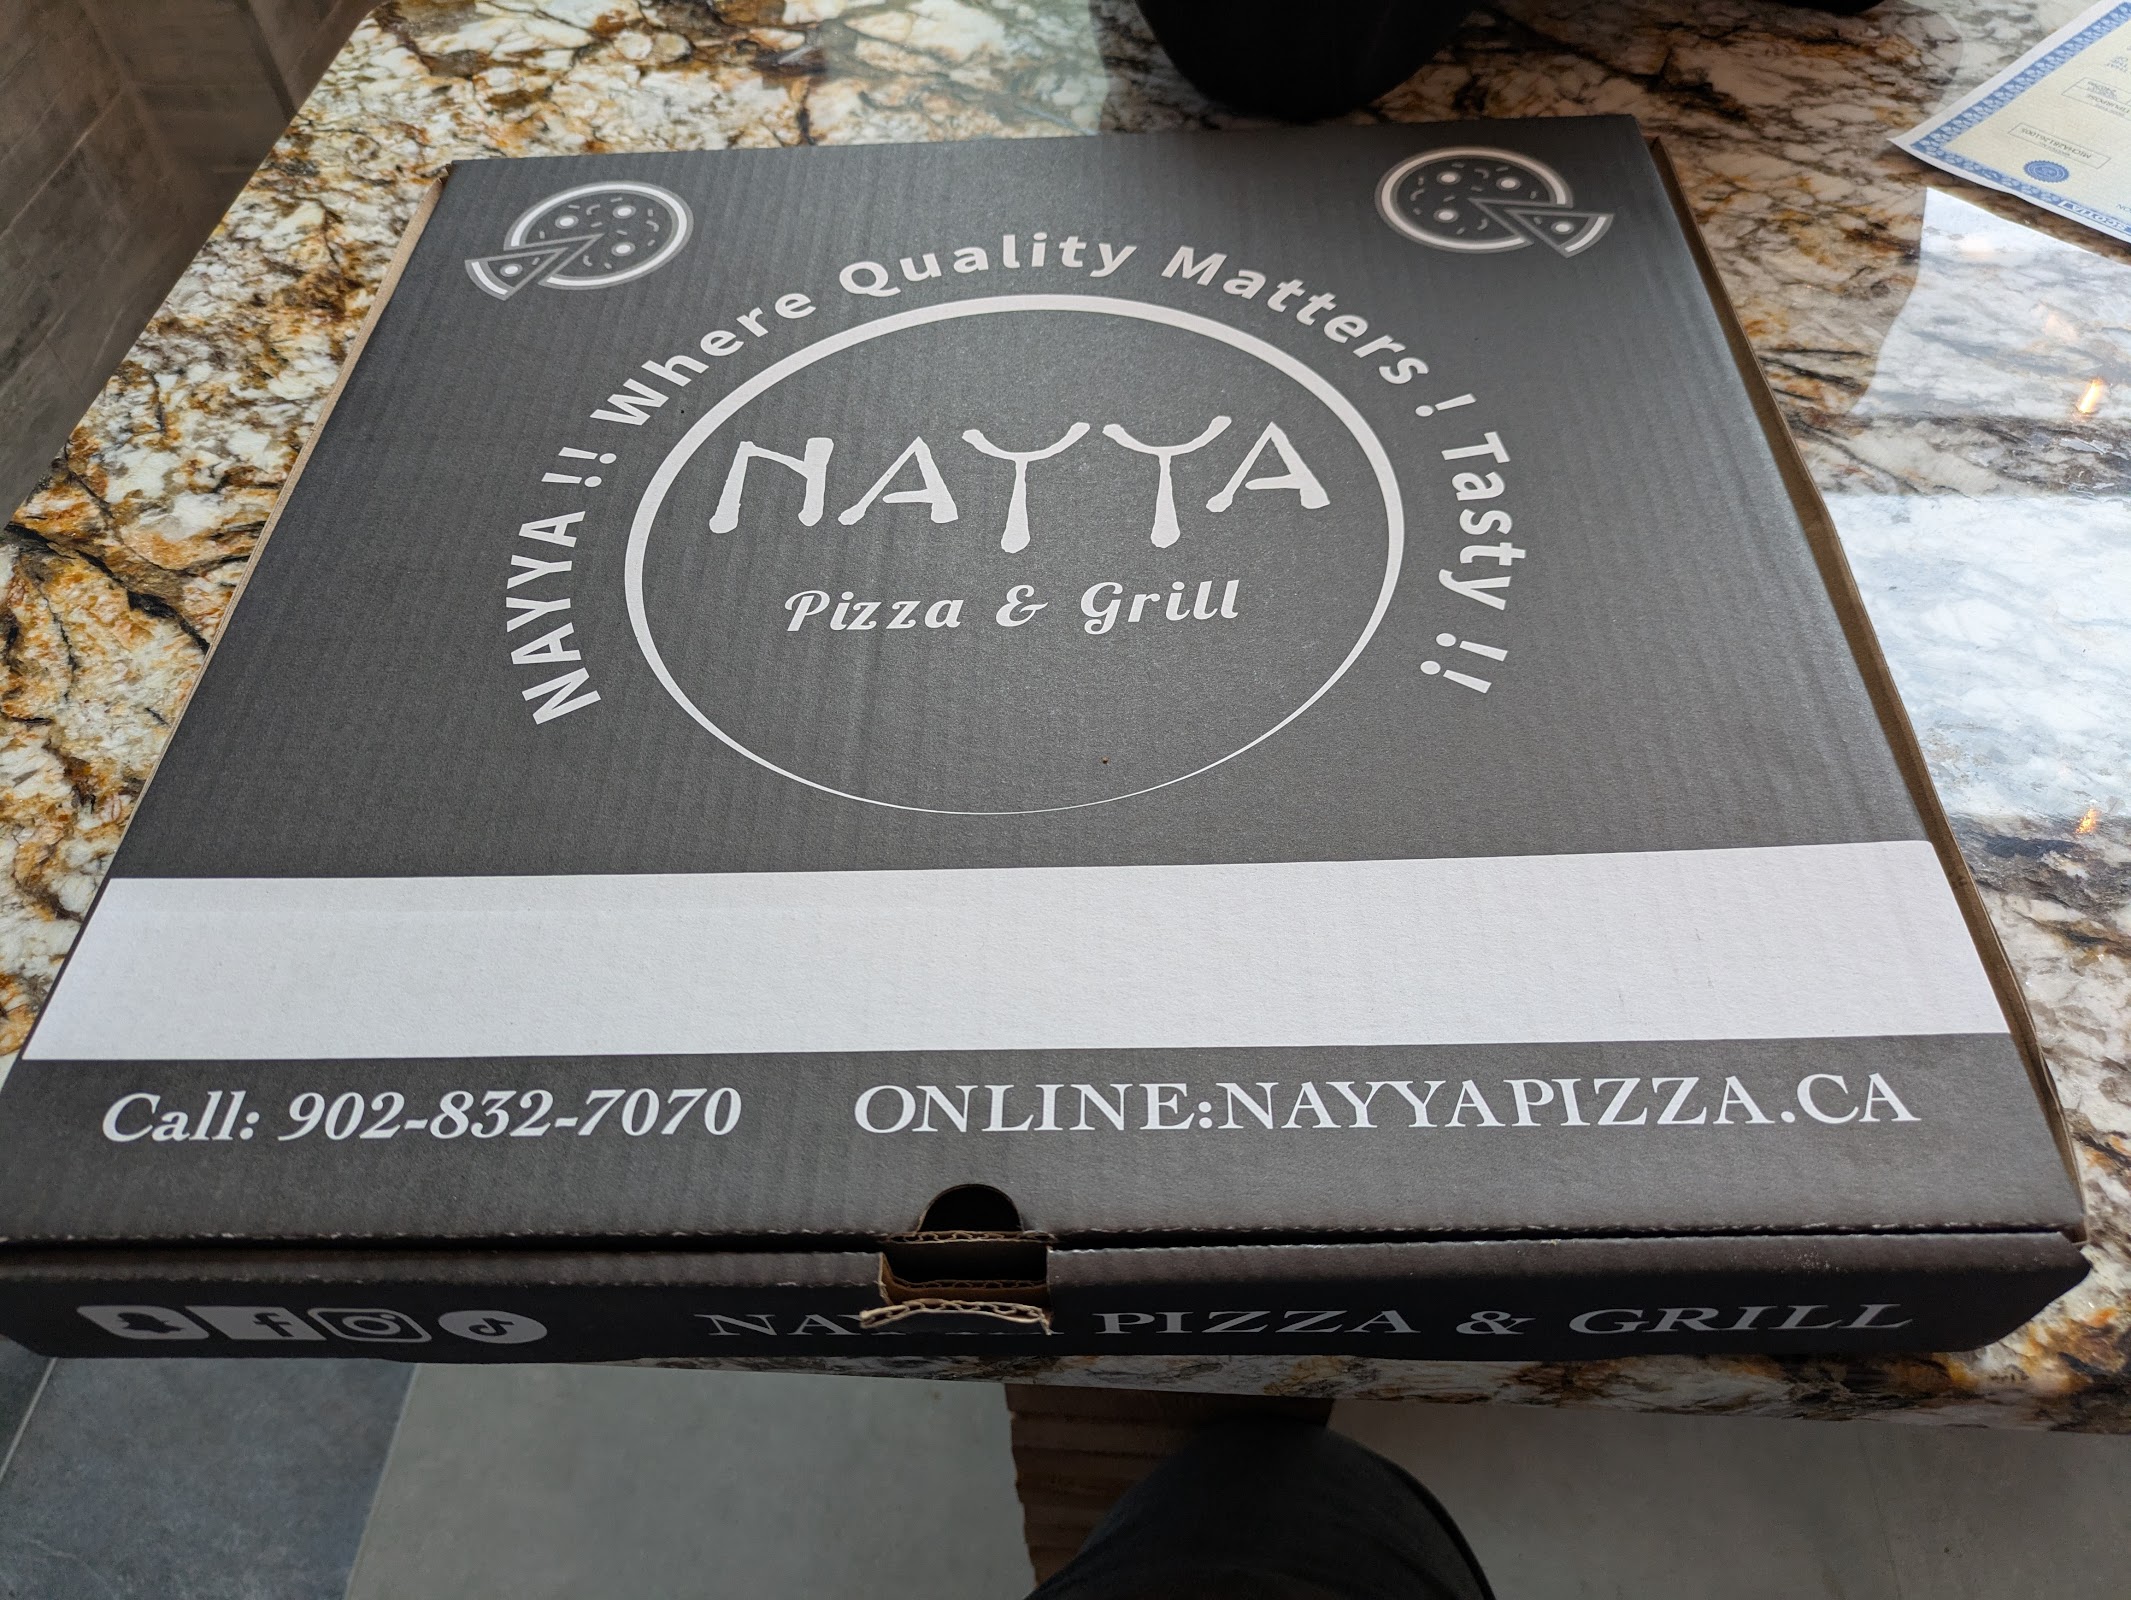 NAYYA !! Where Quality Matters ! Tasty !!
NAYYA
Pizza & Grill
Call: 902-832-7070 ONLINE:NAYYAPIZZA.CA
PIZZA & GRILL